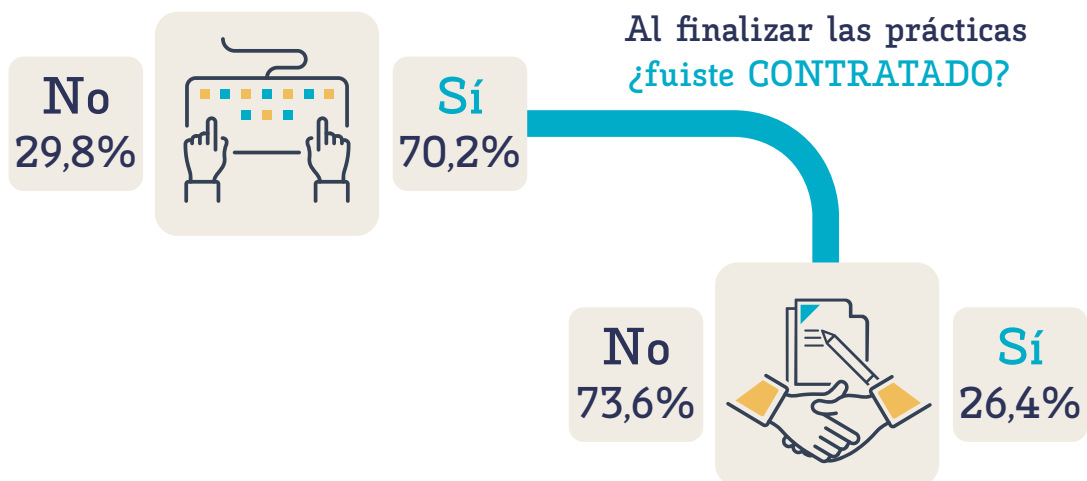 Al finalizar las prácticas
¿fuiste CONTRATADO?
No
29,8%
Sí
70,2%
No
73,6%
Sí
26,4%